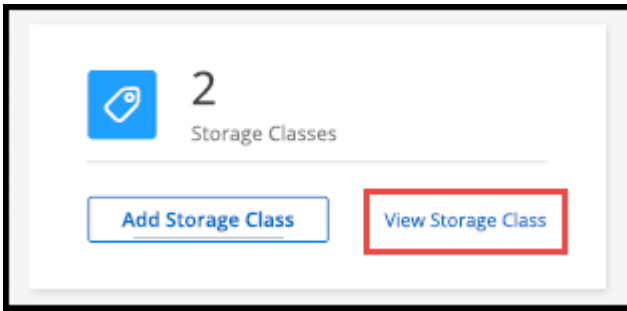 2
Storage Classes
Add Storage Class
View Storage Class